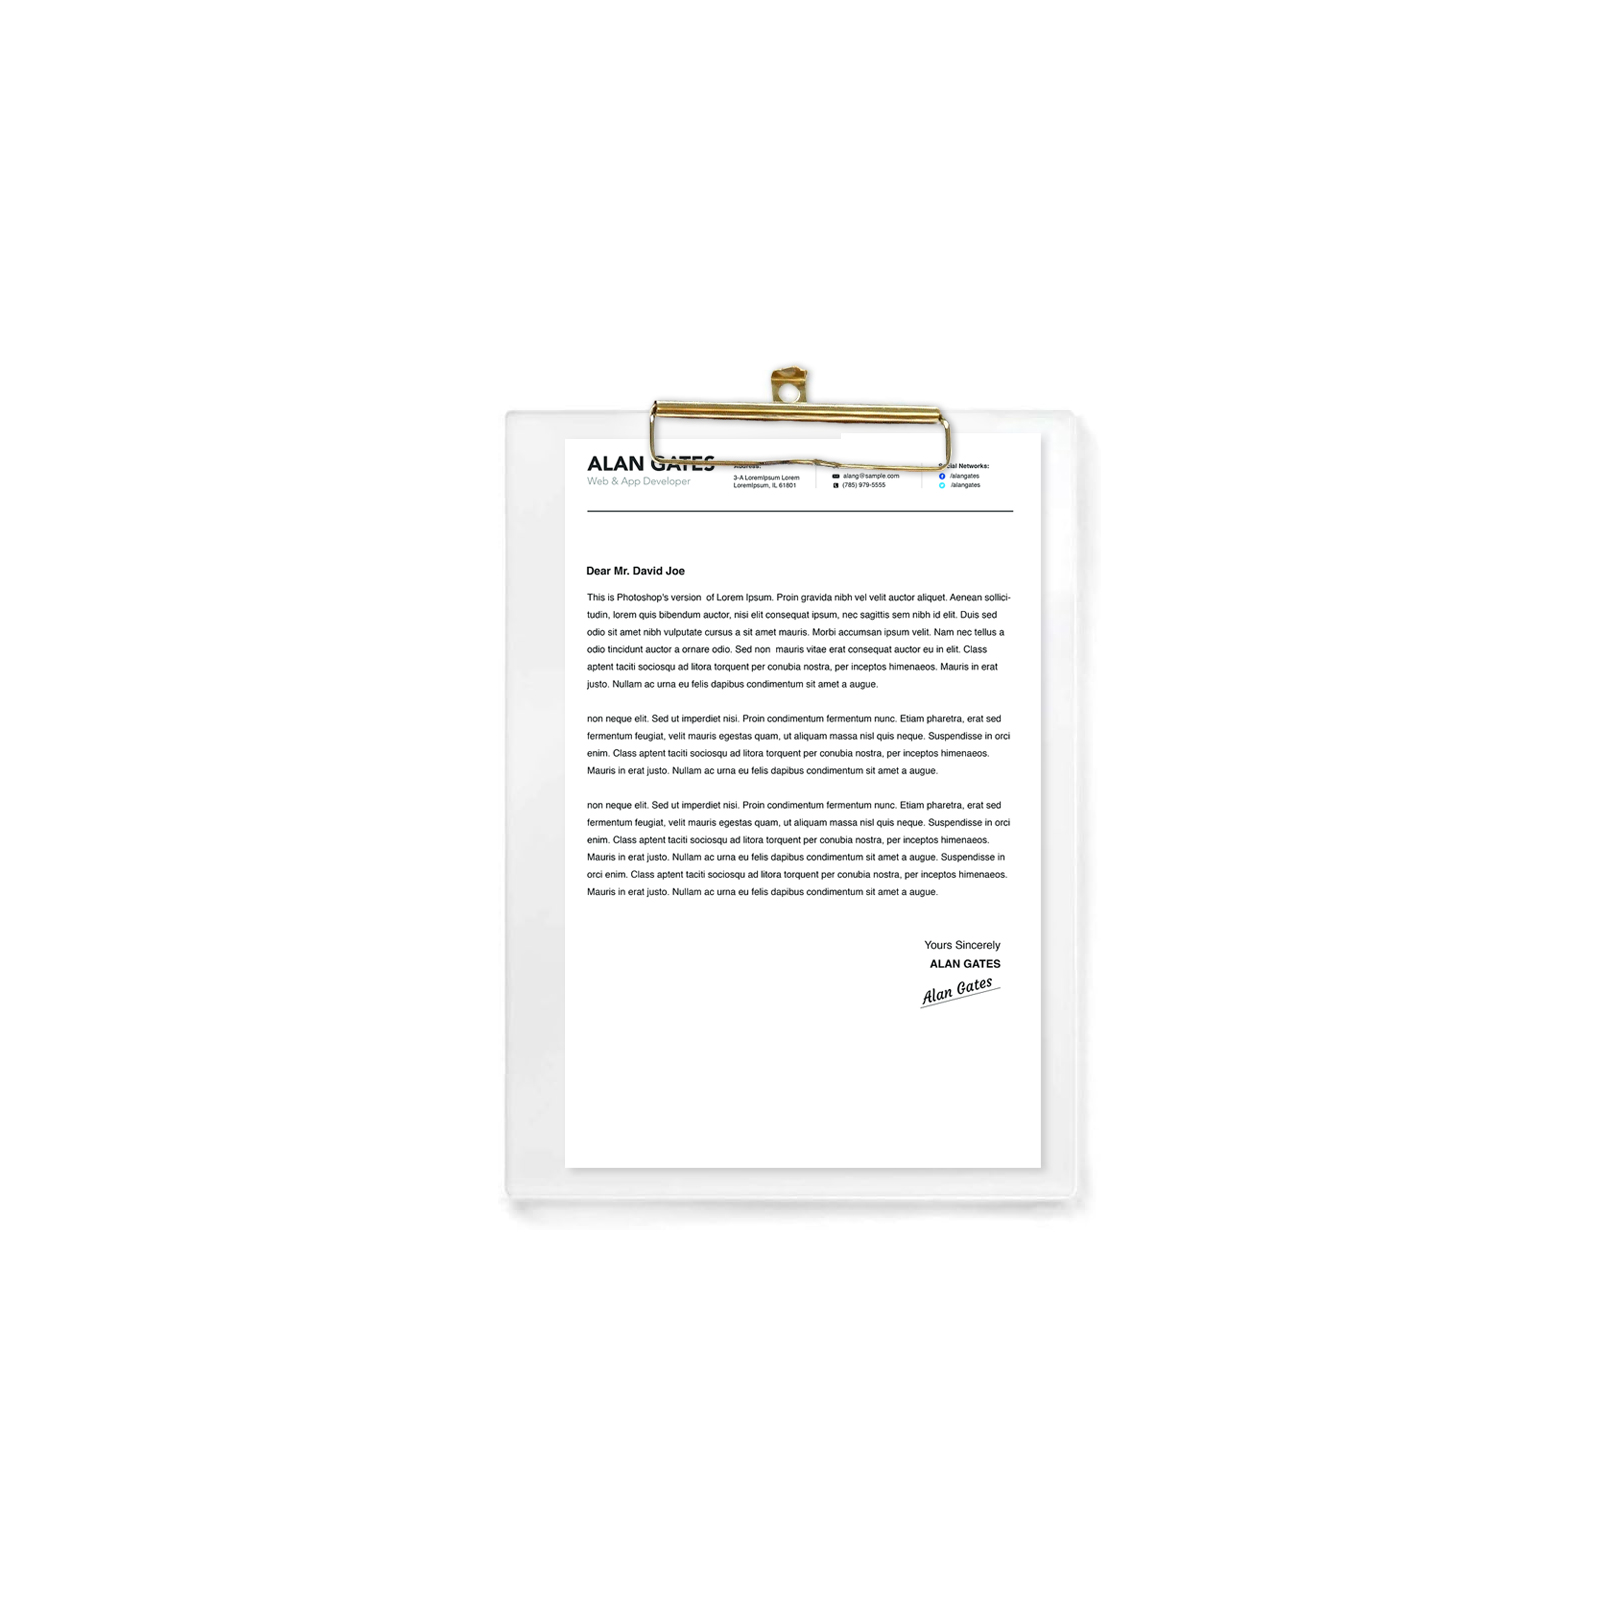 ALAN GATES
Web & App Developer
Address:
3-A Loremipsum Lorem
Loremipsum, IL 61801
alang@sample.com
(785) 979-5555
Social Networks:
/alangates
/alangates
Dear Mr. David Joe
This is Photoshop's version  of Lorem Ipsum. Proin gravida nibh vel velit auctor aliquet. Aenean sollici-
tudin, lorem quis bibendum auctor, nisi elit consequat ipsum, nec sagittis sem nibh id elit. Duis sed
odio sit amet nibh vulputate cursus a sit amet mauris. Morbi accumsan ipsum velit. Nam nec tellus a
odio tincidunt auctor a ornare odio. Sed non  mauris vitae erat consequat auctor eu in elit. Class
aptent taciti sociosqu ad litora torquent per conubia nostra, per inceptos himenaeos. Mauris in erat
justo. Nullam ac urna eu felis dapibus condimentum sit amet a augue.
non neque elit. Sed ut imperdiet nisi. Proin condimentum fermentum nunc. Etiam pharetra, erat sed
fermentum feugiat, velit mauris egestas quam, ut aliquam massa nisl quis neque. Suspendisse in orci
enim. Class aptent taciti sociosqu ad litora torquent per conubia nostra, per inceptos himenaeos.
Mauris in erat justo. Nullam ac urna eu felis dapibus condimentum sit amet a augue.
non neque elit. Sed ut imperdiet nisi. Proin condimentum fermentum nunc. Etiam pharetra, erat sed
fermentum feugiat, velit mauris egestas quam, ut aliquam massa nisl quis neque. Suspendisse in orci
enim. Class aptent taciti sociosqu ad litora torquent per conubia nostra, per inceptos himenaeos.
Mauris in erat justo. Nullam ac urna eu felis dapibus condimentum sit amet a augue. Suspendisse in
orci enim. Class aptent taciti sociosqu ad litora torquent per conubia nostra, per inceptos himenaeos.
Mauris in erat justo. Nullam ac urna eu felis dapibus condimentum sit amet a augue.
Yours Sincerely
ALAN GATES
Alan Gates